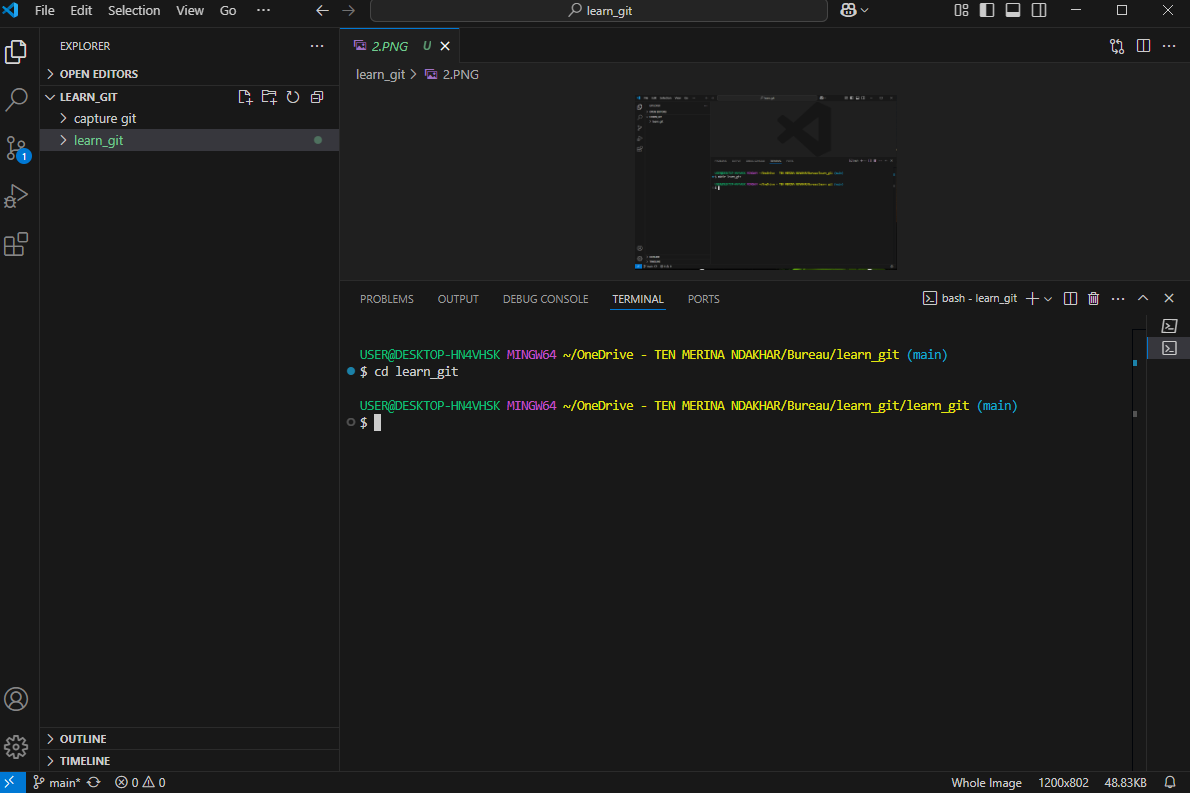 File Edit Selection View Go ··· learn_git
EXPLORER ···
OPEN EDITORS
LEARN_GIT
capture git
learn_git
2.PNG U
learn_git > 2.PNG
PROBLEMS OUTPUT DEBUG CONSOLE TERMINAL PORTS bash - learn_git
USER@DESKTOP-HN4VHSK MINGW64 ~/OneDrive - TEN MERINA NDAKHAR/Bureau/learn_git (main)
$ cd learn_git
USER@DESKTOP-HN4VHSK MINGW64 ~/OneDrive - TEN MERINA NDAKHAR/Bureau/learn_git/learn_git (main)
$
1
OUTLINE
TIMELINE
main* 0 0 Whole Image 1200x802 48.83KB